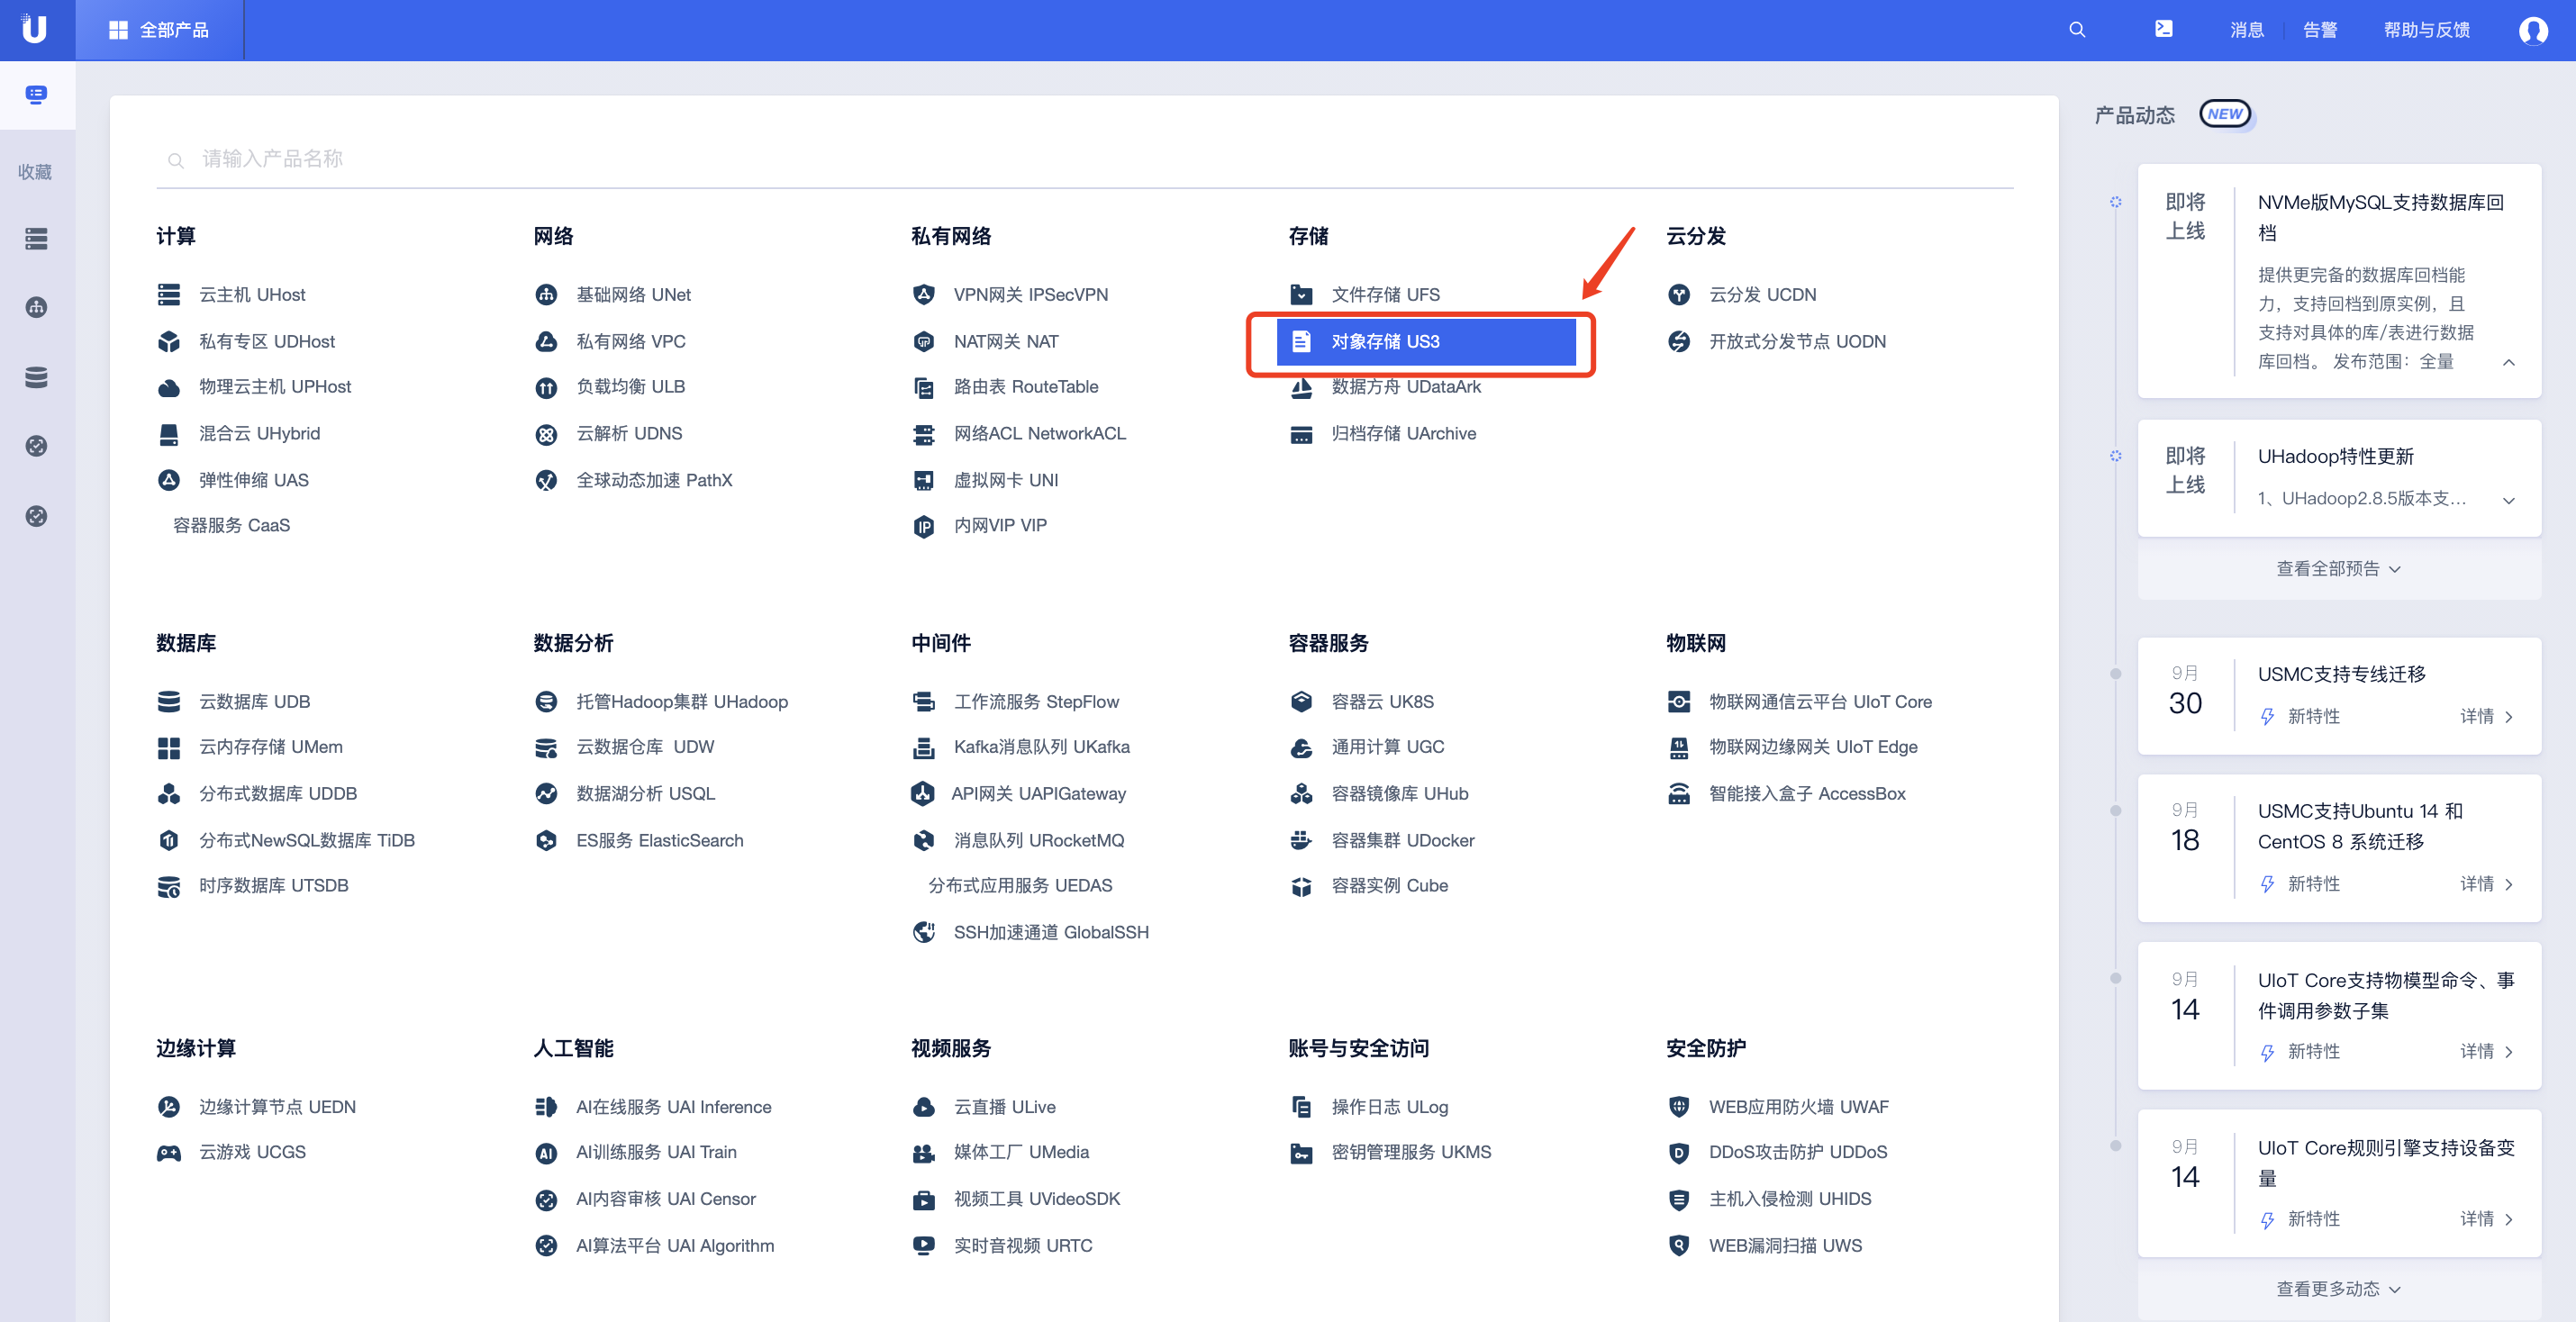 全部产品
消息
告警
帮助与反馈
收藏
请输入产品名称
计算
云主机 UHost
私有专区 UDHost
物理云主机 UPHost
混合云 UHybrid
弹性伸缩 UAS
容器服务 CaaS
网络
基础网络 UNet
私有网络 VPC
负载均衡 ULB
云解析 UDNS
全球动态加速 PathX
私有网络
VPN网关 IPSecVPN
NAT网关 NAT
路由表 RouteTable
网络ACL NetworkACL
虚拟网卡 UNI
内网VIP VIP
存储
文件存储 UFS
对象存储 US3
数据方舟 UDataArk
归档存储 UArchive
云分发
云分发 UCDN
开放式分发节点 UODN
数据库
云数据库 UDB
云内存存储 UMem
分布式数据库 UDDB
分布式NewSQL数据库 TiDB
时序数据库 UTSDB
数据分析
托管Hadoop集群 UHadoop
云数据仓库 UDW
数据湖分析 USQL
ES服务 ElasticSearch
中间件
工作流服务 StepFlow
Kafka消息队列 UKafka
API网关 UAPIGateway
消息队列 URocketMQ
分布式应用服务 UEDAS
SSH加速通道 GlobalSSH
容器服务
容器云 UK8S
通用计算 UGC
容器镜像库 UHub
容器集群 UDocker
容器实例 Cube
物联网
物联网通信云平台 UIoT Core
物联网边缘网关 UIoT Edge
智能接入盒子 AccessBox
边缘计算
边缘计算节点 UEDN
云游戏 UCGS
人工智能
AI在线服务 UAI Inference
AI训练服务 UAI Train
AI内容审核 UAI Censor
AI算法平台 UAI Algorithm
视频服务
云直播 ULive
媒体工厂 UMedia
视频工具 UVideoSDK
实时音视频 URTC
账号与安全访问
操作日志 ULog
密钥管理服务 UKMS
安全防护
WEB应用防火墙 UWAF
DDoS攻击防护 UDDoS
主机入侵检测 UHIDS
WEB漏洞扫描 UWS
产品动态
NEW
即将
上线
NVMe版MySQL支持数据库回
档
提供更完备的数据库回档能
力，支持回档到原实例，且
支持对具体的库/表进行数据
库回档。 发布范围：全量
即将
上线
UHadoop特性更新
1、UHadoop2.8.5版本支...
查看全部预告
9月
30
USMC支持专线迁移
新特性
详情
9月
18
USMC支持Ubuntu 14 和
CentOS 8 系统迁移
新特性
详情
9月
14
UIoT Core支持物模型命令、事
件调用参数子集
新特性
详情
9月
14
UIoT Core规则引擎支持设备变
量
新特性
详情
查看更多动态